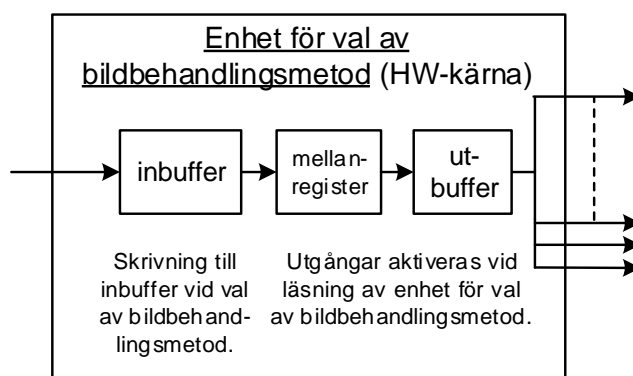 Enhet för val av
bildbehandlingsmetod (HW-kärna)
inbuffer
mellan-
register
ut-
buffer
Skrivning till
inbuffer vid val
av bildbehand-
lingsmetod.
Utgångar aktiveras vid
läsning av enhet för val
av bildbehandlingsmetod.